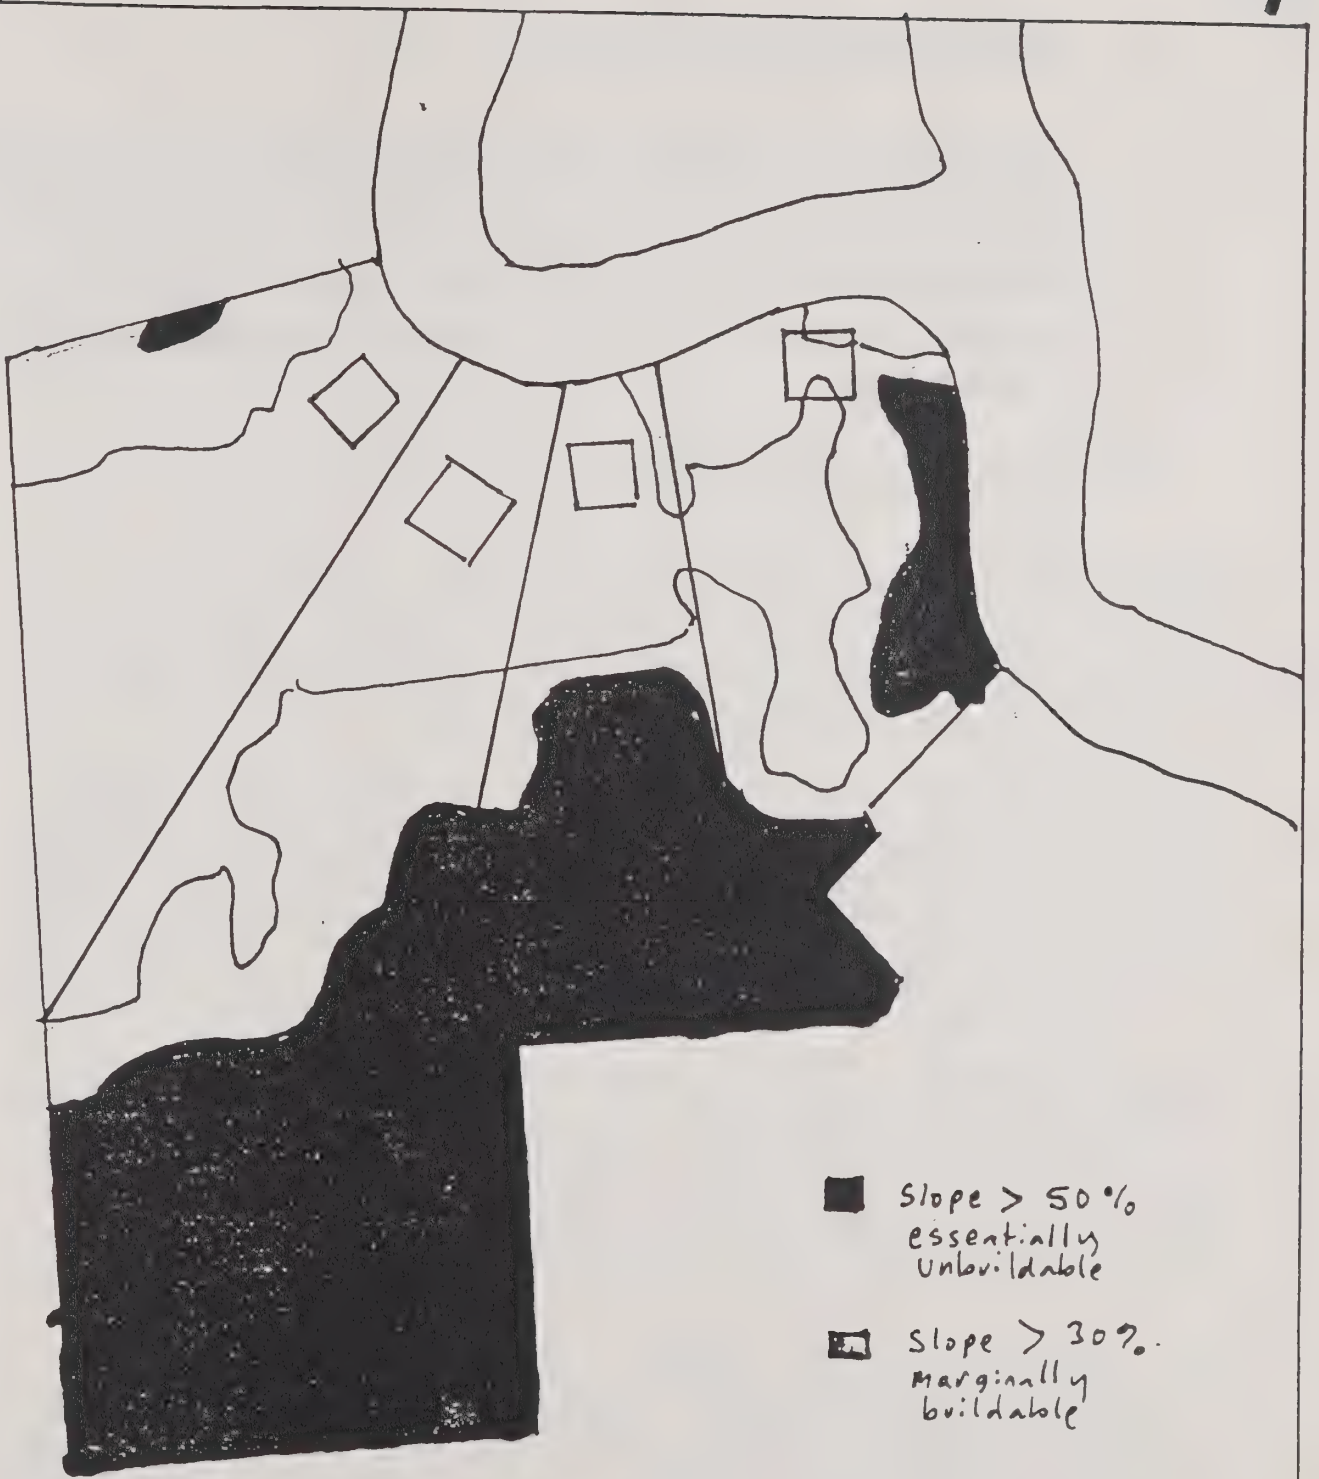 Slope > 50%
essentially
unbuildable
Slope > 30%.
marginally
buildable